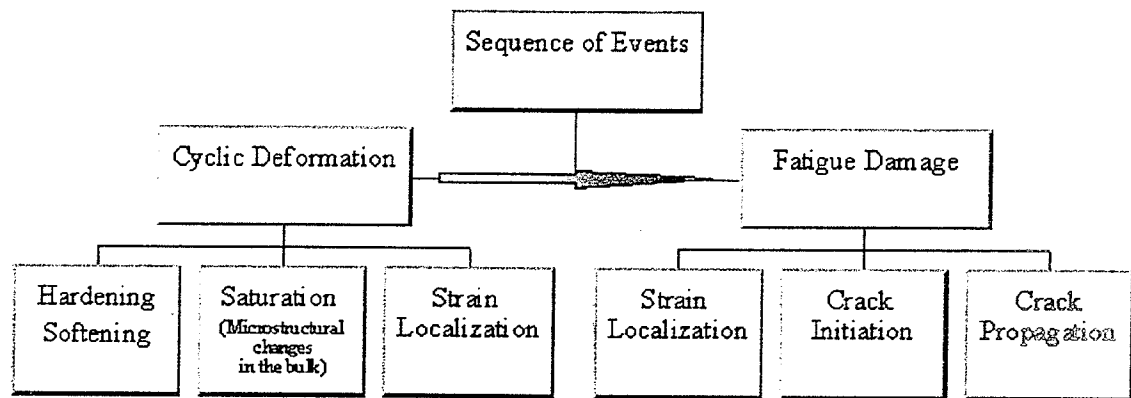 Sequence of Events
Cyclic Deformation
Fatigue Damage
Hardening
Softening
Saturation
(Microstructural
changes
in the bulk)
Strain
Localization
Strain
Localization
Crack
Initiation
Crack
Propagation